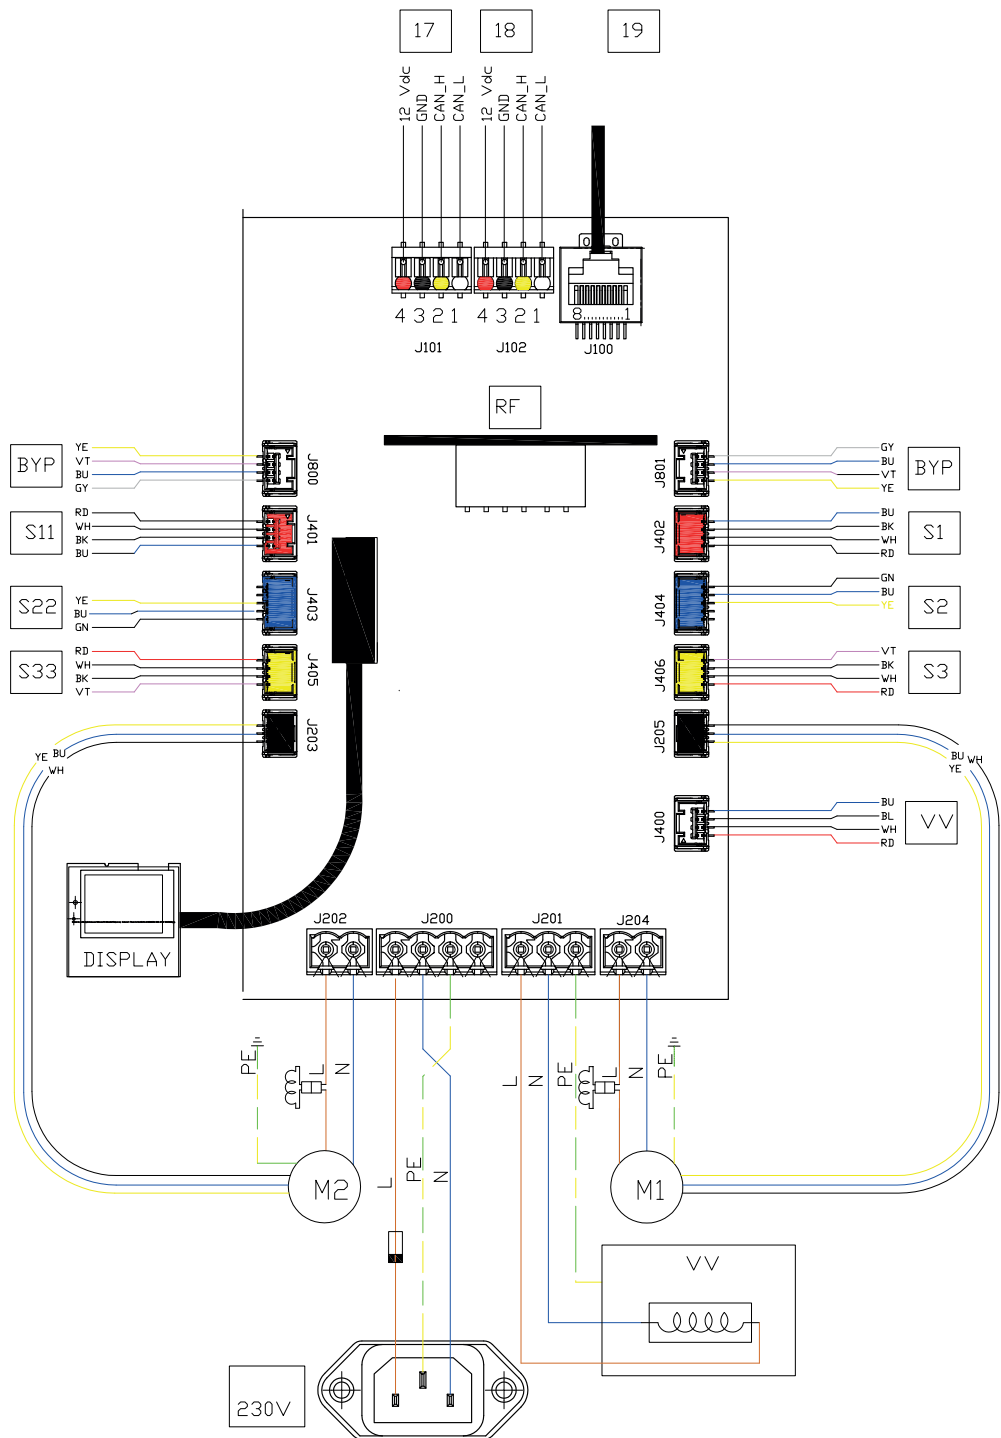 17 18 19
12 Vdc
GND
CAN_H
CAN_L
12 Vdc
GND
CAN_H
CAN_L
4 3 2 1 4 3 2 1 8 1
J101 J102 J100
RF
BYP
YE
VT
BU
GY
J800
J801
GY
BU
VT
YE
BYP
S11
RD
WH
BK
BU
J401
J402
BU
BK
WH
RD
S1
S22
YE
BU
GN
J403
J404
GN
BU
YE
S2
S33
RD
WH
BK
VT
J405
J406
VT
BK
WH
RD
S3
J203
J205
YE BU
WH
BU WH
YE
J400
BU
BL
WH
RD
VV
DISPLAY
J202 J200 J201 J204
PE
L
N
L
N
PE
L
N
PE
M2
L
PE
N
M1
VV
230V